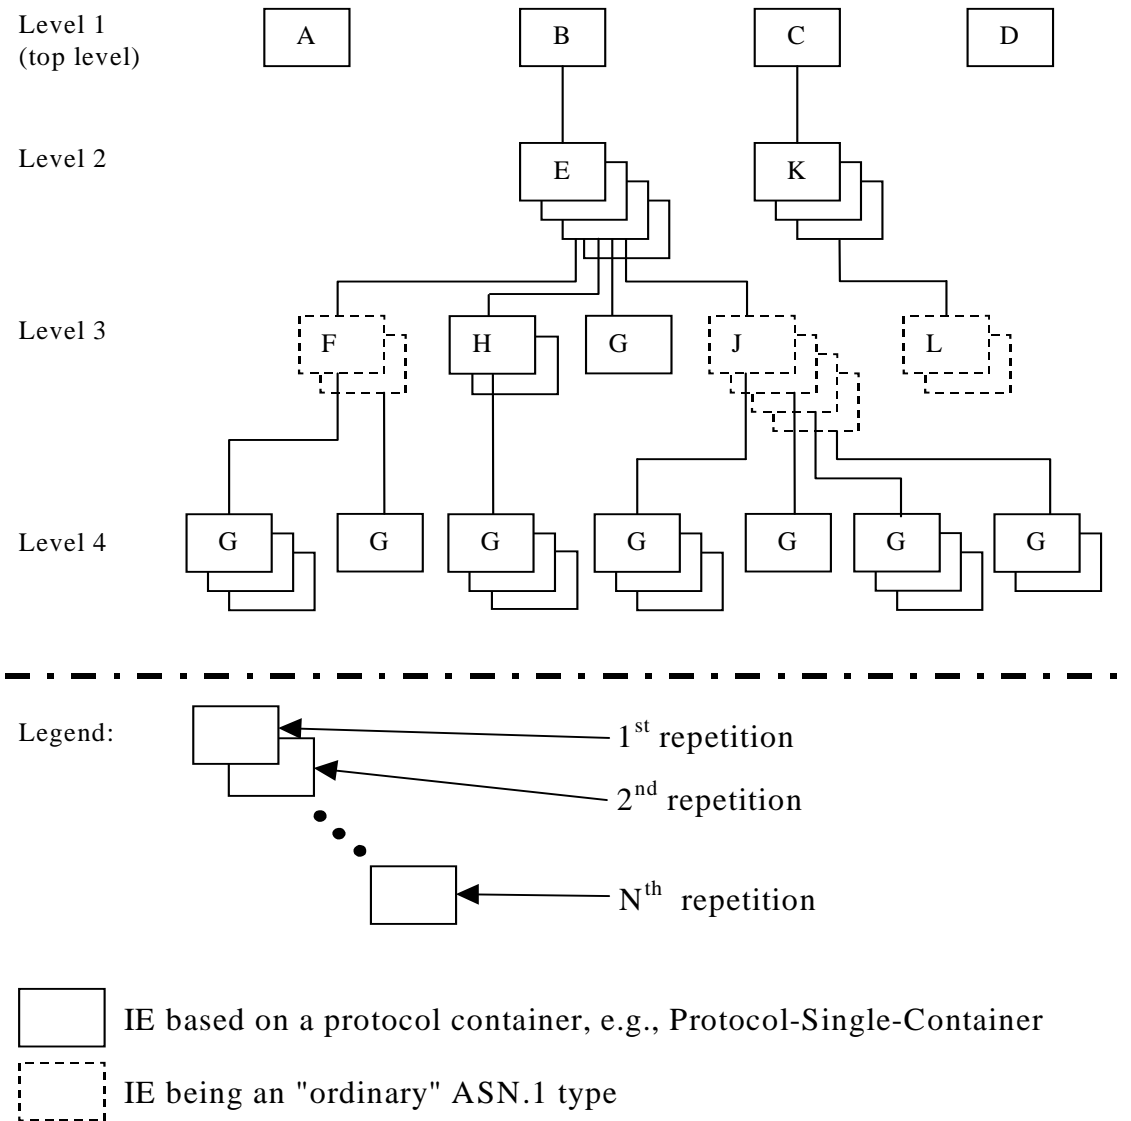 Level 1
(top level)
A
B
C
D
Level 2
E
K
Level 3
F
H
G
J
L
Level 4
G
G
G
G
G
G
G
Legend:
1st repetition
2nd repetition
Nth repetition
IE based on a protocol container, e.g., Protocol-Single-Container
IE being an "ordinary" ASN.1 type